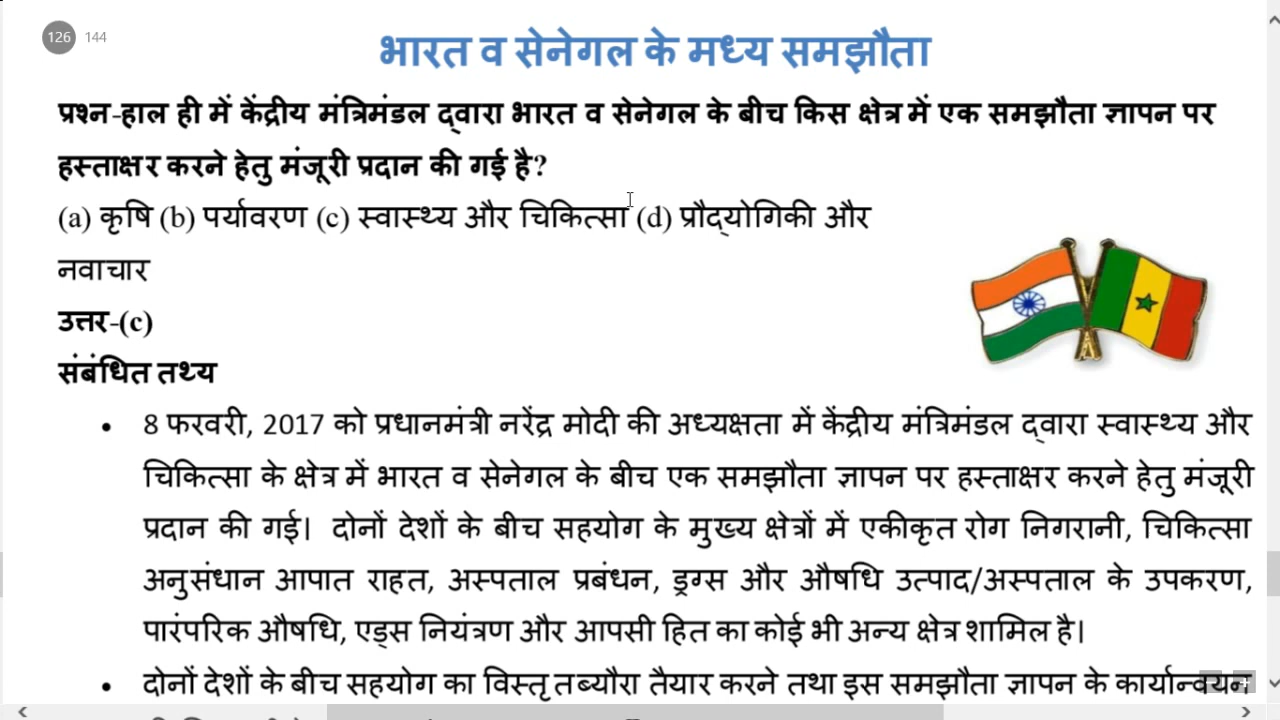 126 144
भारत व सेनेगल के मध्य समझौता
प्रश्न-हाल ही में केंद्रीय मंत्रिमंडल द्वारा भारत व सेनेगल के बीच किस क्षेत्र में एक समझौता ज्ञापन पर
हस्ताक्षर करने हेतु मंजूरी प्रदान की गई है?
(a) कृषि (b) पर्यावरण (c) स्वास्थ्य और चिकित्सा (d) प्रौद्योगिकी और
नवाचार
उत्तर-(c)
संबंधित तथ्य
• 8 फरवरी, 2017 को प्रधानमंत्री नरेंद्र मोदी की अध्यक्षता में केंद्रीय मंत्रिमंडल द्वारा स्वास्थ्य और
चिकित्सा के क्षेत्र में भारत व सेनेगल के बीच एक समझौता ज्ञापन पर हस्ताक्षर करने हेतु मंजूरी
प्रदान की गई। दोनों देशों के बीच सहयोग के मुख्य क्षेत्रों में एकीकृत रोग निगरानी, चिकित्सा
अनुसंधान आपात राहत, अस्पताल प्रबंधन, ड्रग्स और औषधि उत्पाद/अस्पताल के उपकरण,
पारंपरिक औषधि, एड्स नियंत्रण और आपसी हित का कोई भी अन्य क्षेत्र शामिल है।
• दोनों देशों के बीच सहयोग का विस्तृत ब्यौरा तैयार करने तथा इस समझौता ज्ञापन के कार्यान्वयन